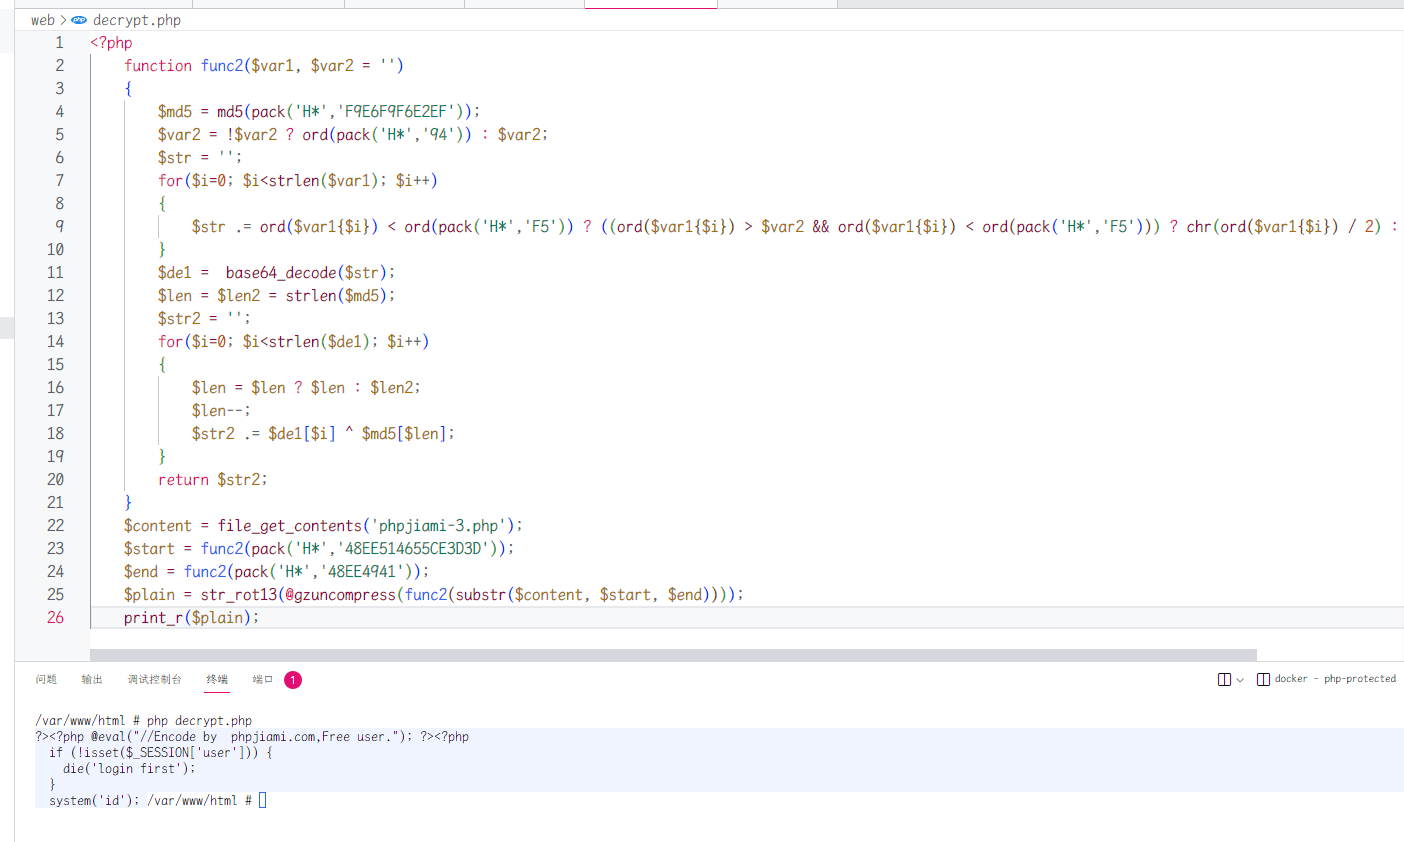 web > php decrypt.php
1 <?php
2 function func2($var1, $var2 = '')
3 {
4 $md5 = md5(pack('H*','F9E6F9F6E2EF'));
5 $var2 = !$var2 ? ord(pack('H*','94')) : $var2;
6 $str = '';
7 for($i=0; $i<strlen($var1); $i++)
8 {
9 $str .= ord($var1{$i}) < ord(pack('H*','F5')) ? ((ord($var1{$i}) > $var2 && ord($var1{$i}) < ord(pack('H*','F5'))) ? chr(ord($var1{$i}) / 2) :
10 }
11 $de1 =  base64_decode($str);
12 $len = $len2 = strlen($md5);
13 $str2 = '';
14 for($i=0; $i<strlen($de1); $i++)
15 {
16 $len = $len ? $len : $len2;
17 $len--;
18 $str2 .= $de1[$i] ^ $md5[$len];
19 }
20 return $str2;
21 }
22 $content = file_get_contents('phpjiami-3.php');
23 $start = func2(pack('H*','48EE514655CE3D3D'));
24 $end = func2(pack('H*','48EE4941'));
25 $plain = str_rot13(@gzuncompress(func2(substr($content, $start, $end))));
26 print_r($plain);
问题 输出 调试控制台 终端 端口 1 docker - php-protected
/var/www/html # php decrypt.php
?><?php @eval("//Encode by  phpjiami.com,Free user."); ?><?php
if (!isset($_SESSION['user'])) {
die('login first');
}
system('id'); /var/www/html #